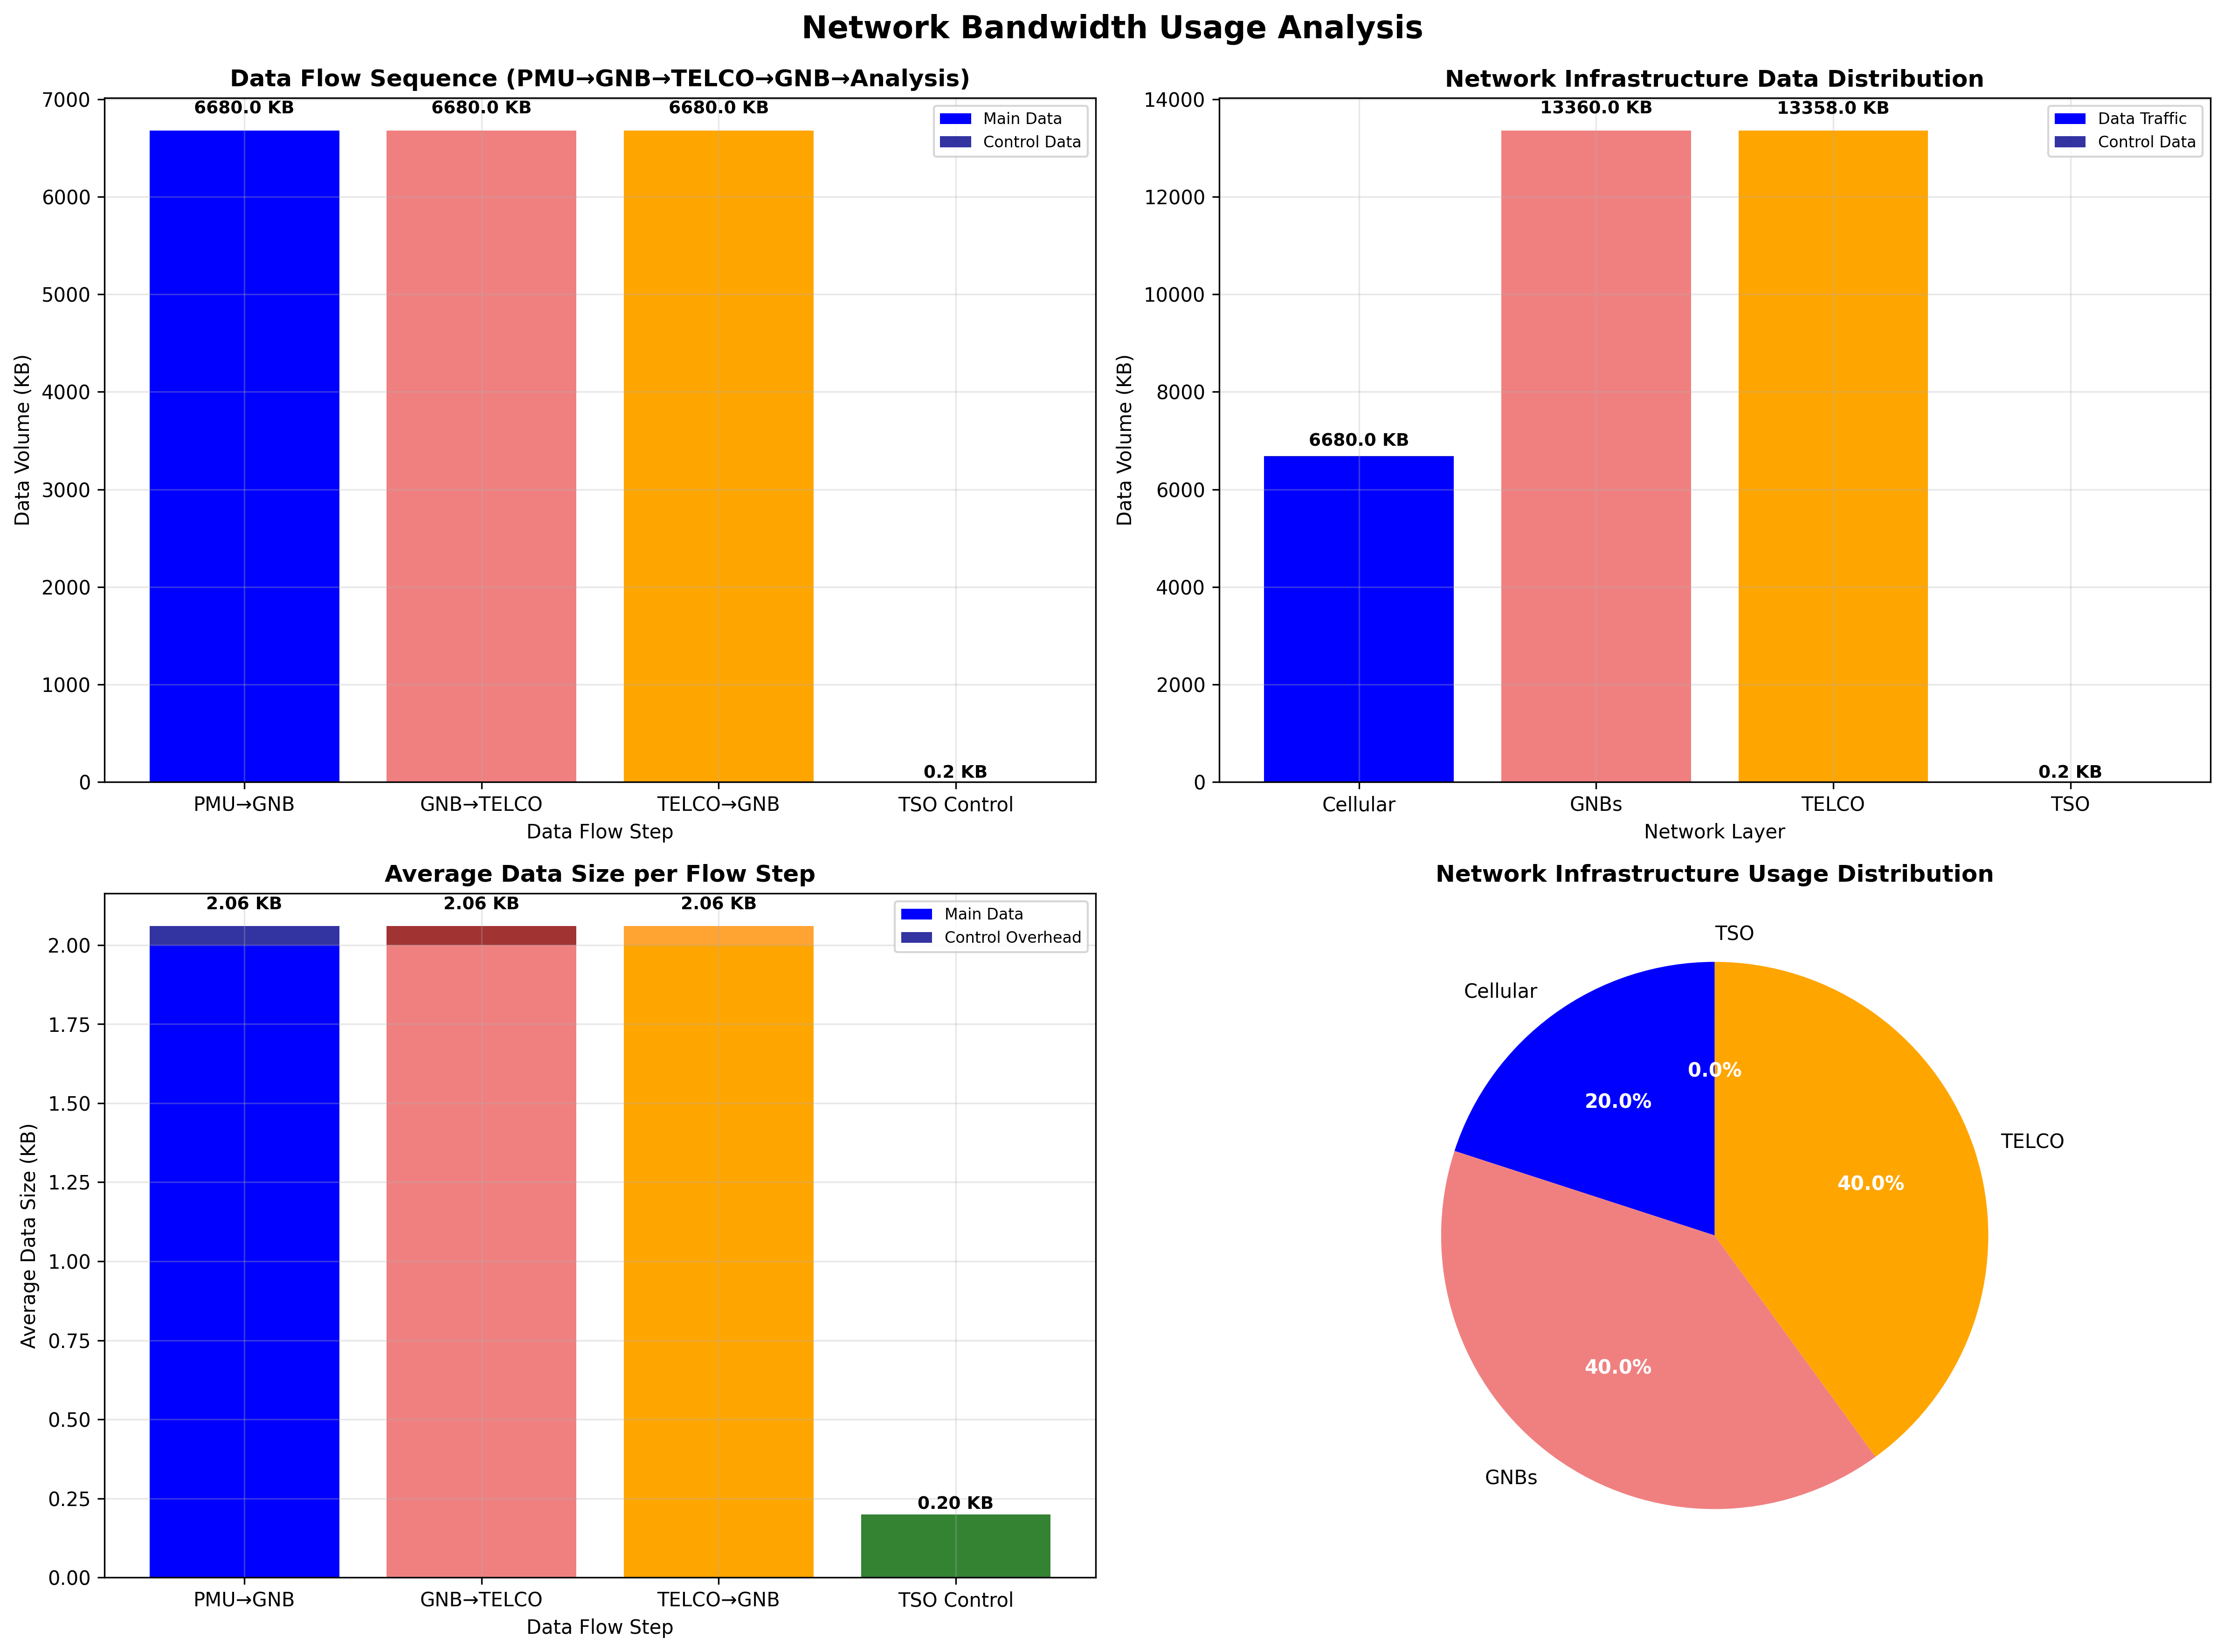 Network Bandwidth Usage Analysis
Data Flow Sequence (PMU→GNB→TELCO→GNB→Analysis)
7000
6000
5000
4000
3000
2000
1000
0
Data Volume (KB)
6680.0 KB
6680.0 KB
6680.0 KB
0.2 KB
Main Data
Control Data
PMU→GNB
GNB→TELCO
TELCO→GNB
TSO Control
Data Flow Step
Network Infrastructure Data Distribution
14000
12000
10000
8000
6000
4000
2000
0
Data Volume (KB)
6680.0 KB
13360.0 KB
13358.0 KB
0.2 KB
Data Traffic
Control Data
Cellular
GNBs
TELCO
TSO
Network Layer
Average Data Size per Flow Step
2.00
1.75
1.50
1.25
1.00
0.75
0.50
0.25
0.00
Average Data Size (KB)
2.06 KB
2.06 KB
2.06 KB
0.20 KB
Main Data
Control Overhead
PMU→GNB
GNB→TELCO
TELCO→GNB
TSO Control
Data Flow Step
Network Infrastructure Usage Distribution
TSO
Cellular
0.0%
20.0%
TELCO
40.0%
40.0%
GNBs